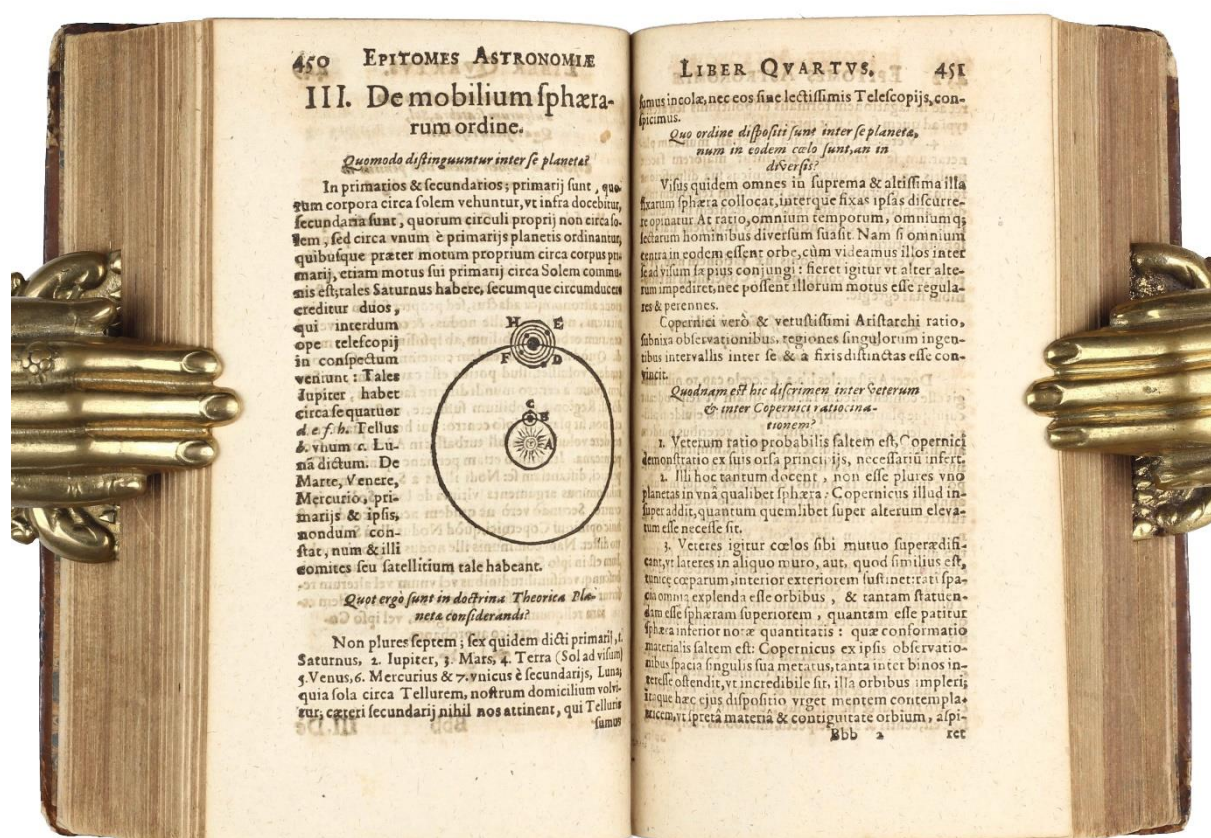 450 EPITOMES ASTRONOMIÆ
III. De mobilium sphæra-
rum ordine.
Quomodo distinguuntur inter se planetæ?
In primarios & secundarios; primarij sunt, quo-
rum corpora circa solem vehuntur, vt infra docebitur,
secundaria sunt, quorum circuli proprij non circa so-
lem, sed circa vnum è primarijs planetis ordinantur,
quibusque præter motum proprium circa corpus pri-
marij, etiam motus sui primarij circa Solem commu-
nis est; tales Saturnus habere, secumque circumducere
creditur duos,
qui interdum
ope telescopij
in conspectum
veniunt: Tales
Iupiter habet
circa se quatuor
d. e. f. h. Tellus
b. vnum c. Lu-
nã dictum. De
Marte, Venere,
Mercurio, pri-
marijs & ipsis,
nondum con-
stat, num & illi
comites seu satellitium tale habeant.
H E
F D
C
B
A
Quot ergò sunt in doctrina Theorica Pla-
netæ considerandi?
Non plures septem; sex quidem dicti primarij, 1.
Saturnus, 2. Iupiter, 3. Mars, 4. Terra (Sol ad visum)
5. Venus, 6. Mercurius & 7. vnicus è secundarijs, Luna;
quia sola circa Tellurem, nostrum domicilium volvi-
tur; cæteri secundarij nihil nos attinent, qui Telluris
sumus
LIBER QVARTVS. 451
sumus incolæ, nec eos sine lectissimis Telescopijs, con-
spicimus.
Quo ordine dispositi sunt inter se planetæ,
num in eodem cœlo sunt, an in
diversis?
Visus quidem omnes in suprema & altissima illa
fixarum sphæra collocat, interque fixas ipsas discurre-
re opinatur. At ratio, omnium temporum, omniumq;
sectarum hominibus diversum suasit. Nam si omnium
centra in eodem essent orbe, cùm videamus illos inter
se ad visum sæpius conjungi: fieret igitur vt alter alte-
rum impediret, nec possent illorum motus esse regula-
res & perennes.
Copernici verò & vetustissimi Aristarchi ratio,
subnixa observationibus, regiones singulorum ingen-
tibus intervallis inter se & à fixis distinctas esse con-
vincit.
Quodnam est hic discrimen inter Veterum
& inter Copernici ratiocina-
tionem?
1. Veterum ratio probabilis saltem est, Copernici
demonstratio ex suis orsa principijs, necessariũ infert.
2. Illi hoc tantum docent, non esse plures vno
planetas in vnâ qualibet sphæra: Copernicus illud in-
super addit, quantum quemlibet super alterum eleva-
tum esse necesse sit.
3. Veteres igitur cœlos sibi mutuo superædifi-
cant, vt lateres in aliquo muro, aut, quod similius est,
tunicę cœparum, interior exteriorem sustinet: rati spa-
cia omnia explenda esse orbibus, & tantam statuen-
dam esse sphæram superiorem, quantam esse patitur
sphæra inferior notæ quantitatis: quæ conformatio
materialis saltem est: Copernicus ex ipsis observatio-
nibus spacia singulis sua metatus, tanta inter binos in-
teresse ostendit, vt incredibile sit, illa orbibus impleri;
itaque hæc ejus dispositio vrget mentem contempla-
tricem, vt spretâ materiâ & contiguitate orbium, aspi-
Bbb 2 ret